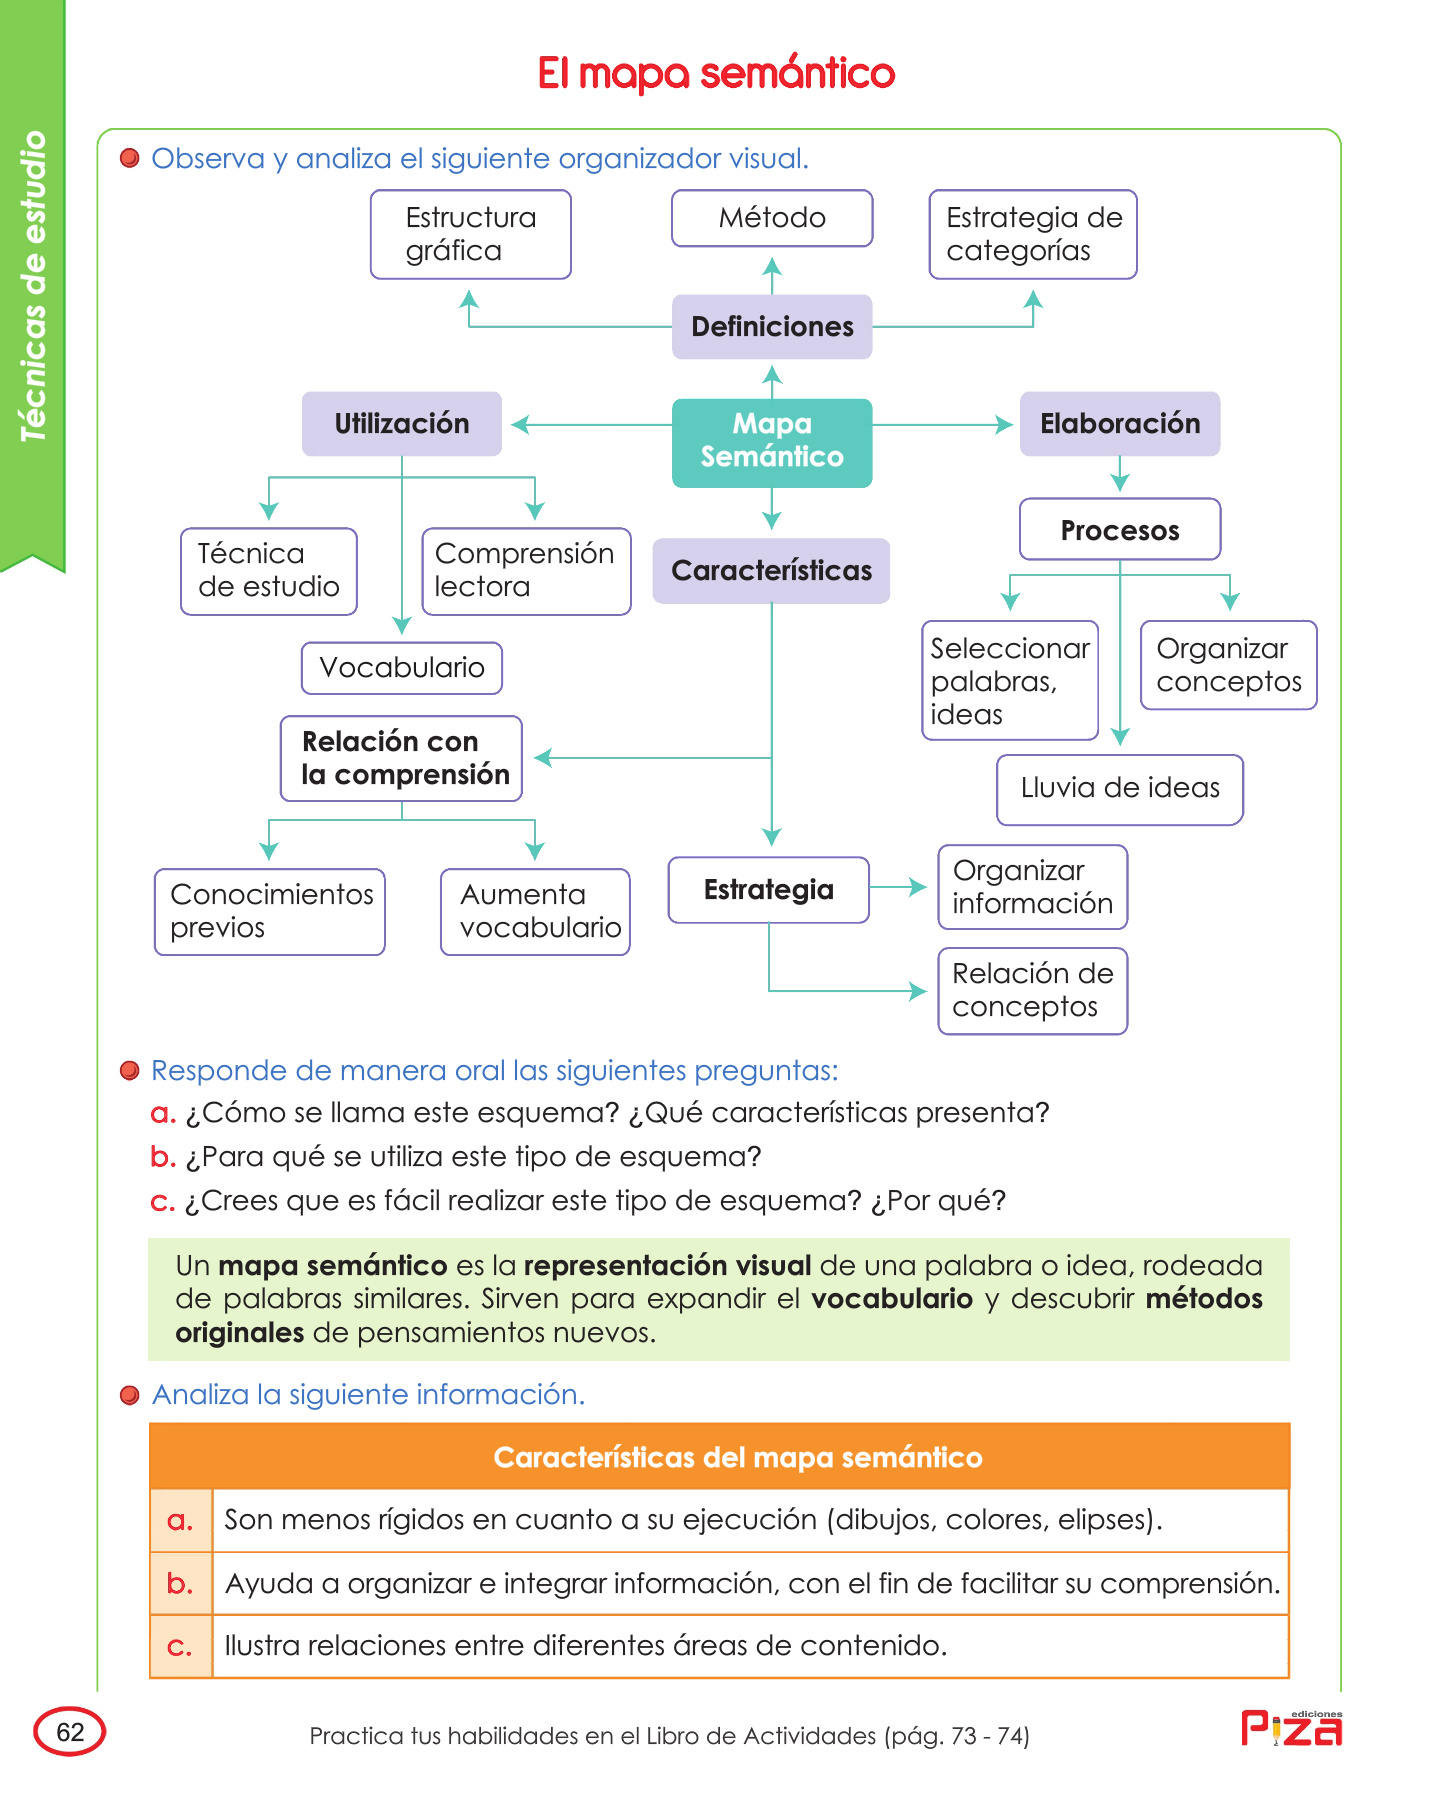 El mapa semántico
Técnicas de estudio
Observa y analiza el siguiente organizador visual.
Estructura
gráfica
Método
Estrategia de
categorías
Definiciones
Utilización
Mapa
Semántico
Elaboración
Técnica
de estudio
Comprensión
lectora
Vocabulario
Características
Procesos
Seleccionar
palabras,
ideas
Organizar
conceptos
Lluvia de ideas
Relación con
la comprensión
Conocimientos
previos
Aumenta
vocabulario
Estrategia
Organizar
información
Relación de
conceptos
Responde de manera oral las siguientes preguntas:
a. ¿Cómo se llama este esquema? ¿Qué características presenta?
b. ¿Para qué se utiliza este tipo de esquema?
c. ¿Crees que es fácil realizar este tipo de esquema? ¿Por qué?
Un mapa semántico es la representación visual de una palabra o idea, rodeada
de palabras similares. Sirven para expandir el vocabulario y descubrir métodos
originales de pensamientos nuevos.
Analiza la siguiente información.
Características del mapa semántico
a. Son menos rígidos en cuanto a su ejecución (dibujos, colores, elipses).
b. Ayuda a organizar e integrar información, con el fin de facilitar su comprensión.
c. Ilustra relaciones entre diferentes áreas de contenido.
62
Practica tus habilidades en el Libro de Actividades (pág. 73 - 74)
ediciones
Piza